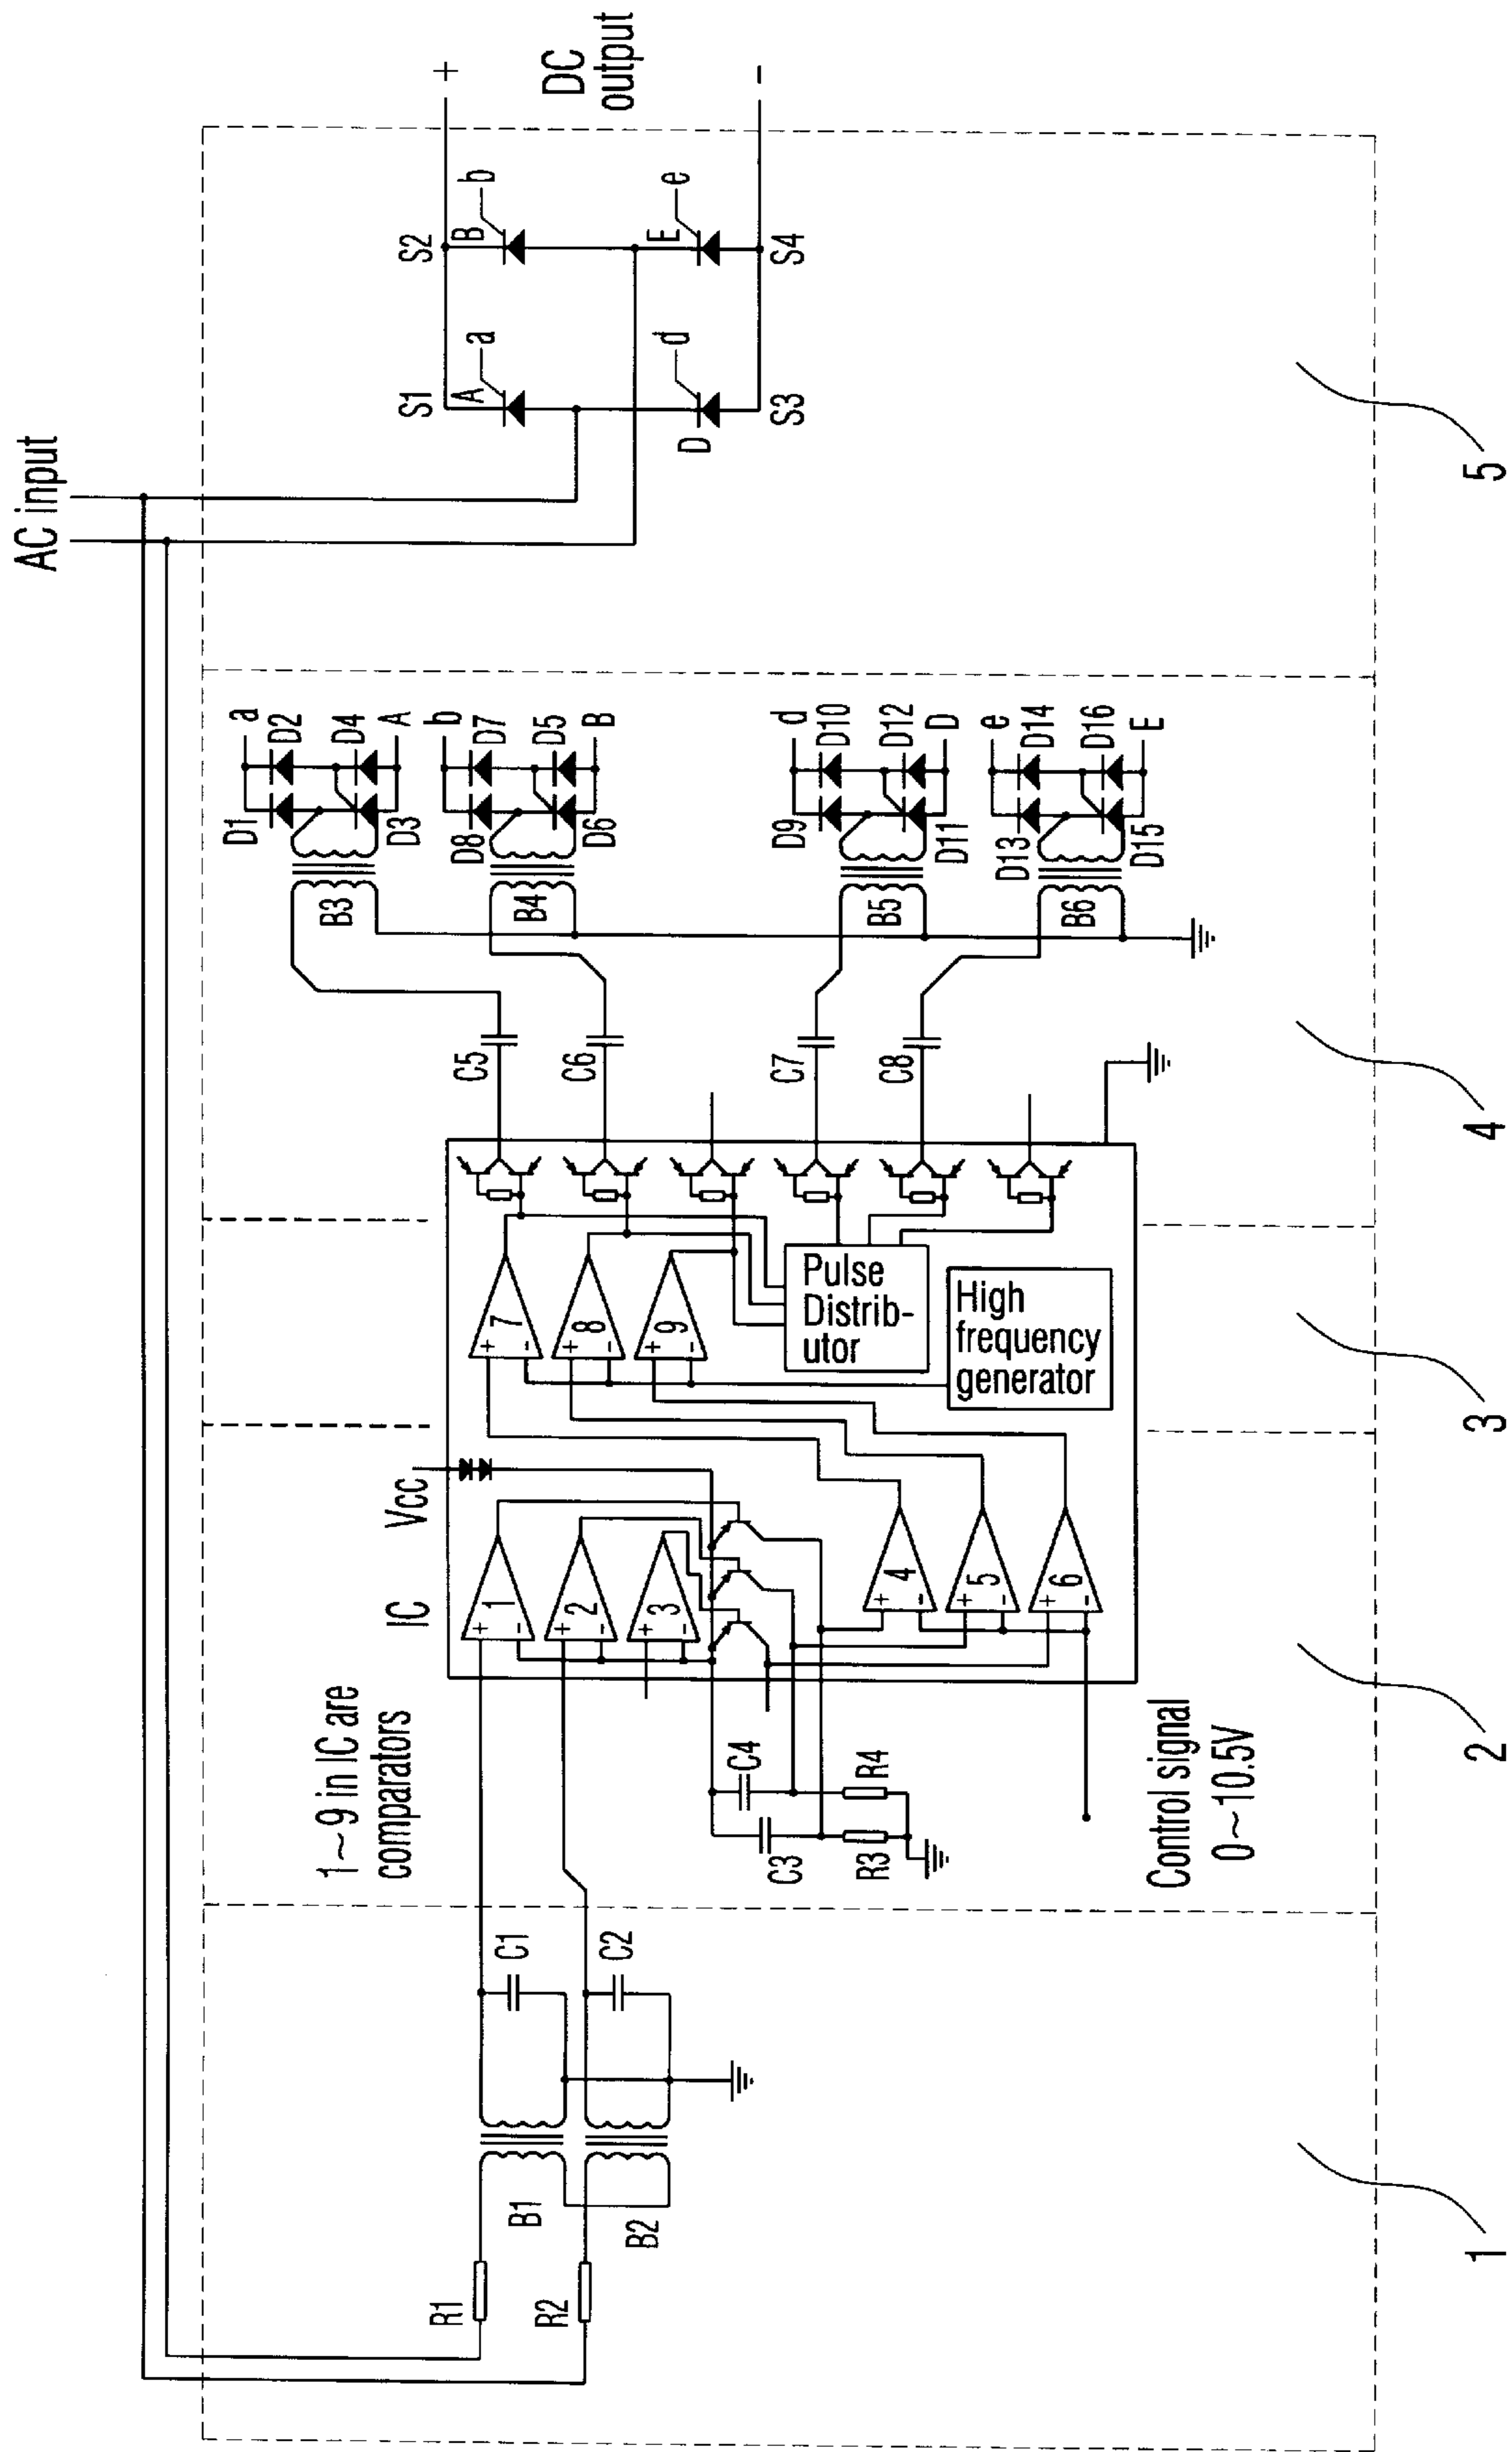 AC input
R1
R2
B1
B2
C1
C2
1~9 in IC are
comparators
C3
C4
R3
R4
Control signal
0~10.5V
IC
Vcc
+
-
1
+
-
2
+
-
3
+
-
4
+
-
5
+
-
6
+
-
7
+
-
8
+
-
9
Pulse
Distrib-
utor
High
frequency
generator
C5
C6
C7
C8
B3
B4
B5
B6
D1
a
D2
D3
D4
A
D8
b
D7
D6
D5
B
D9
d
D10
D11
D12
D
D13
e
D14
D15
D16
E
S1
A
a
S2
B
b
D
d
S3
E
e
S4
+
DC
output
-
1
2
3
4
5